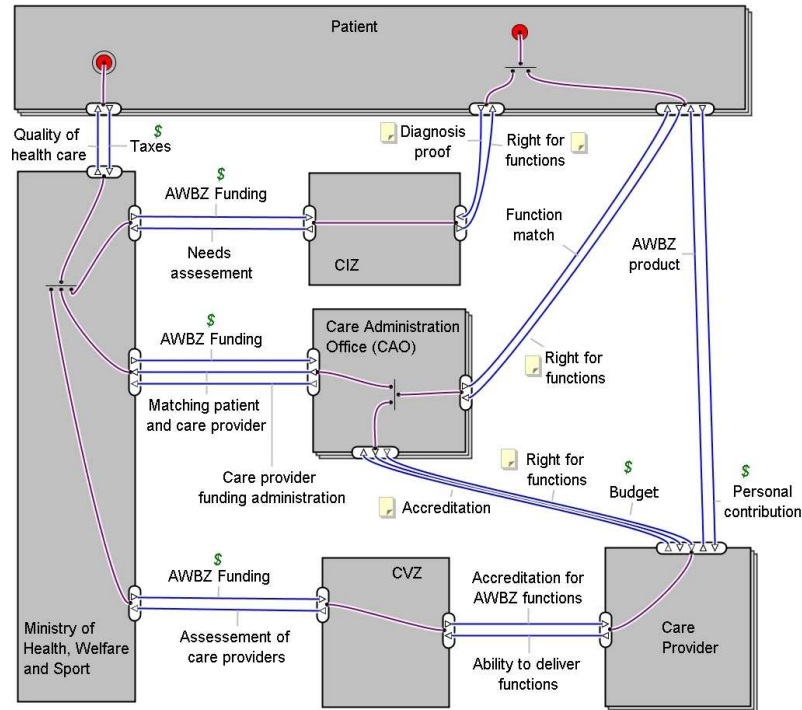 Patient
Quality of
health care
$
Taxes
Diagnosis
proof
Right for
functions
$
AWBZ Funding
Needs
assesement
CIZ
Function
match
AWBZ
product
$
AWBZ Funding
Matching patient
and care provider
Care Administration
Office (CAO)
Right for
functions
Care provider
funding administration
Accreditation
Right for
functions
$
Budget
$
Personal
contribution
$
AWBZ Funding
Assessement of
care providers
CVZ
Accreditation for
AWBZ functions
Ability to deliver
functions
Ministry of
Health, Welfare
and Sport
Care
Provider